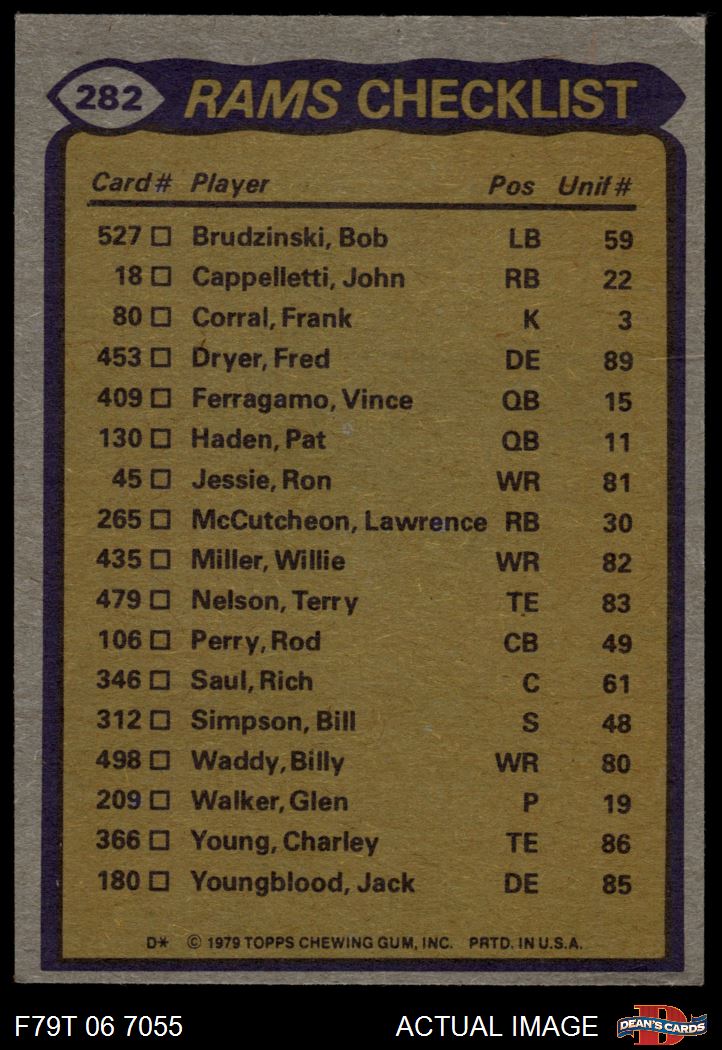 282 RAMS CHECKLIST
Card# Player Pos Unif#
527 Brudzinski, Bob LB 59
18 Cappelletti, John RB 22
80 Corral, Frank K 3
453 Dryer, Fred DE 89
409 Ferragamo, Vince QB 15
130 Haden, Pat QB 11
45 Jessie, Ron WR 81
265 McCutcheon, Lawrence RB 30
435 Miller, Willie WR 82
479 Nelson, Terry TE 83
106 Perry, Rod CB 49
346 Saul, Rich C 61
312 Simpson, Bill S 48
498 Waddy, Billy WR 80
209 Walker, Glen P 19
366 Young, Charley TE 86
180 Youngblood, Jack DE 85
D* © 1979 TOPPS CHEWING GUM, INC. PRTD. IN U.S.A.
F79T 06 7055 ACTUAL IMAGE D DEAN'S CARDS